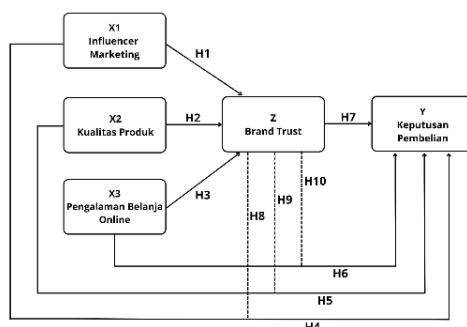 X1
Influencer
Marketing
H1
X2
Kualitas Produk
H2
Z
Brand Trust
H7
Y
Keputusan
Pembelian
X3
Pengalaman Belanja
Online
H3
H8
H9
H10
H6
H5
H4